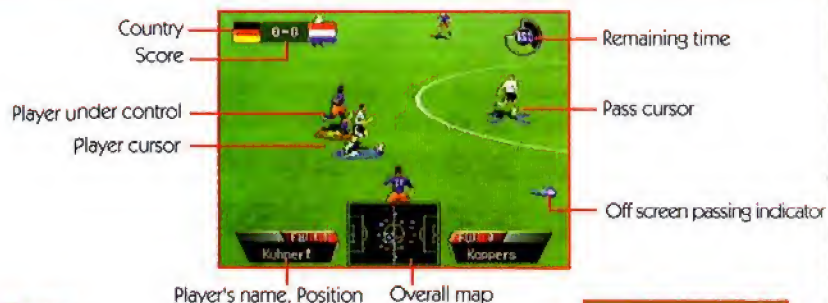 Country
0-0
Score
Remaining time
Player under control
Pass cursor
Player cursor
Off screen passing indicator
Kuhnert
Koppers
Player's name, Position
Overall map